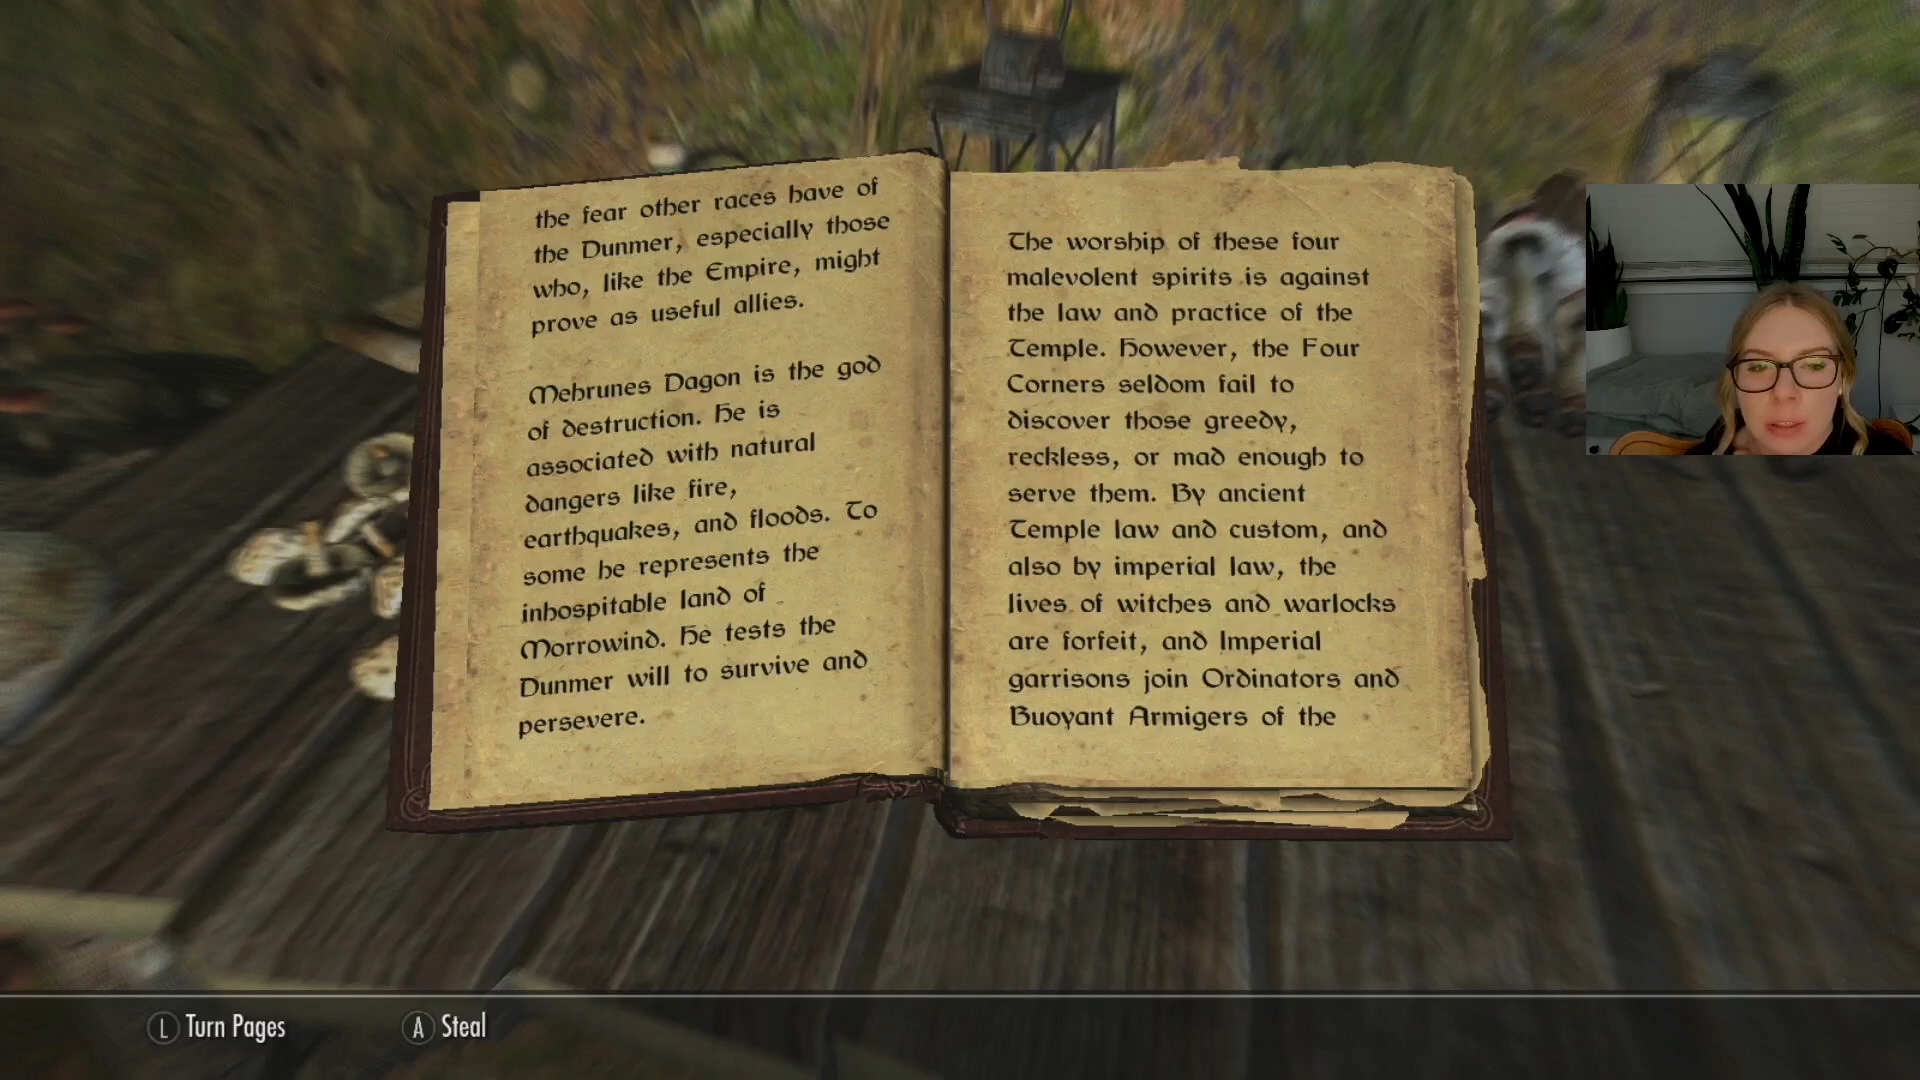 the fear other races have of
the Dunmer, especially those
who, like the Empire, might
prove as useful allies.
Mehrunes Dagon is the god
of destruction. He is
associated with natural
dangers like fire,
earthquakes, and floods. To
some he represents the
inhospitable land of
Morrowind. He tests the
Dunmer will to survive and
persevere.
The worship of these four
malevolent spirits is against
the law and practice of the
Temple. However, the Four
Corners seldom fail to
discover those greedy,
reckless, or mad enough to
serve them. By ancient
Temple law and custom, and
also by imperial law, the
lives of witches and warlocks
are forfeit, and Imperial
garrisons join Ordinators and
Buoyant Armigers of the
L Turn Pages
A Steal